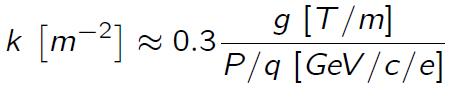 k [m⁻²] ≈ 0.3 g [T/m] / P/q [GeV/c/e]